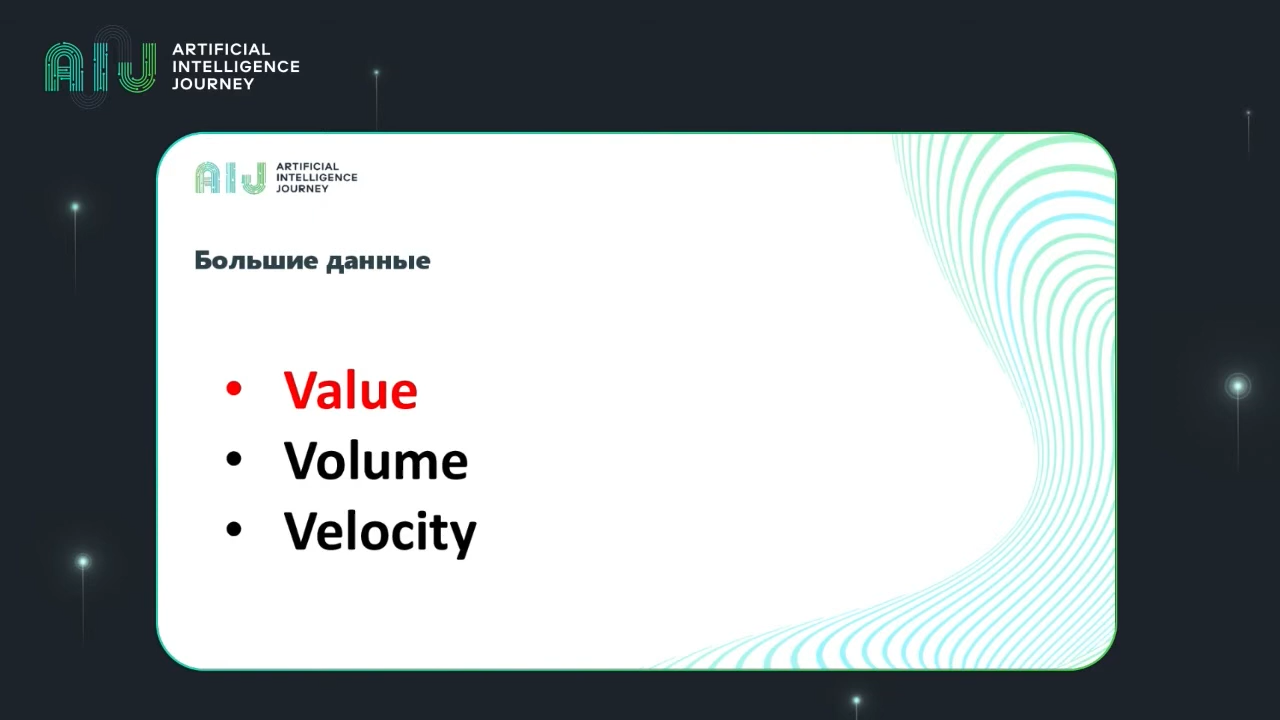 ARTIFICIAL
INTELLIGENCE
JOURNEY
ARTIFICIAL
INTELLIGENCE
JOURNEY
Большие данные
• Value
• Volume
• Velocity